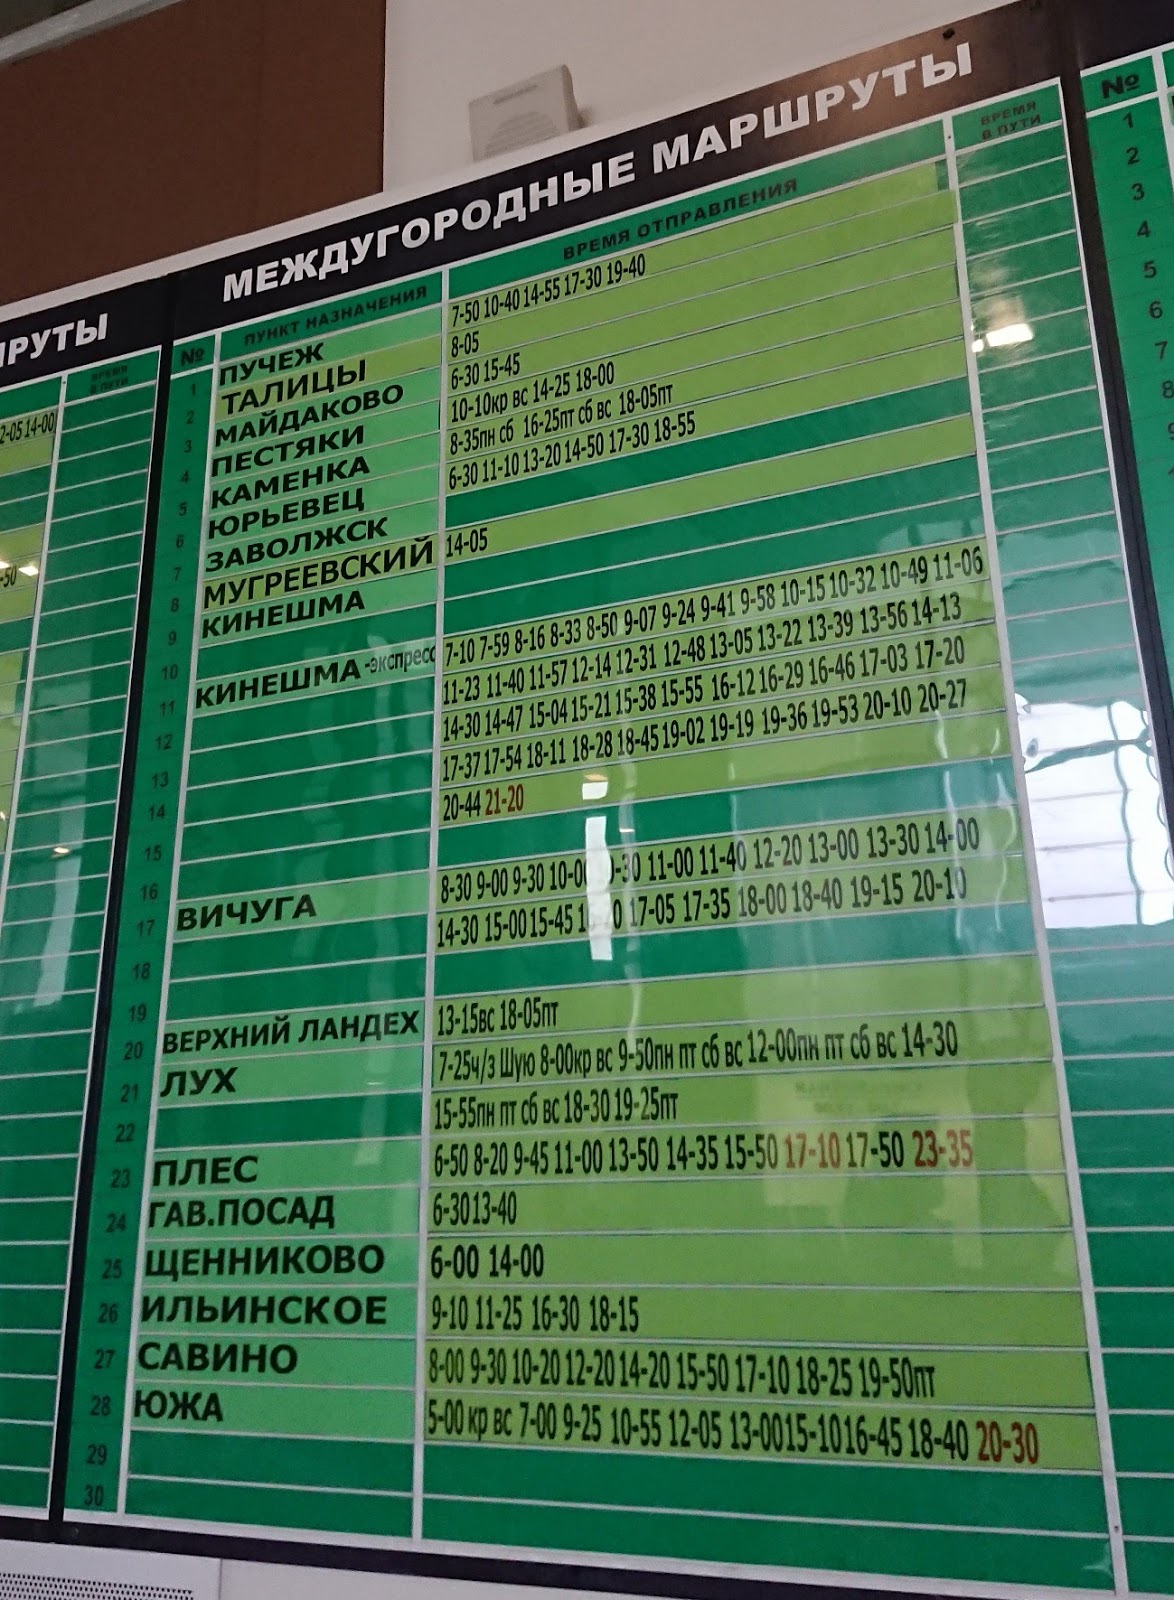 МЕЖДУГОРОДНЫЕ МАРШРУТЫ
№ ПУНКТ НАЗНАЧЕНИЯ ВРЕМЯ ОТПРАВЛЕНИЯ ВРЕМЯ В ПУТИ
1 ПУЧЕЖ 7-50 10-40 14-55 17-30 19-40
2 ТАЛИЦЫ 8-05
3 МАЙДАКОВО 6-30 15-45
4 ПЕСТЯКИ 10-10кр вс 14-25 18-00
5 КАМЕНКА 8-35пн сб 16-25пт сб вс 18-05пт
6 ЮРЬЕВЕЦ 6-30 11-10 13-20 14-50 17-30 18-55
7 ЗАВОЛЖСК
8 МУГРЕЕВСКИЙ 14-05
9 КИНЕШМА
10 7-10 7-59 8-16 8-33 8-50 9-07 9-24 9-41 9-58 10-15 10-32 10-49 11-06
11 КИНЕШМА-экспресс 11-23 11-40 11-57 12-14 12-31 12-48 13-05 13-22 13-39 13-56 14-13
12 14-30 14-47 15-04 15-21 15-38 15-55 16-12 16-29 16-46 17-03 17-20
13 17-37 17-54 18-11 18-28 18-45 19-02 19-19 19-36 19-53 20-10 20-27
14 20-44 21-20
15
16 8-30 9-00 9-30 10-00 11-00 11-40 12-20 13-00 13-30 14-00
17 ВИЧУГА 14-30 15-00 15-45 17-05 17-35 18-00 18-40 19-15 20-10
18
19
20 ВЕРХНИЙ ЛАНДЕХ 13-15вс 18-05пт
21 ЛУХ 7-25ч/з Шую 8-00кр вс 9-50пн пт сб вс 12-00пн пт сб вс 14-30
22 15-55пн пт сб вс 18-30 19-25пт
23 ПЛЕС 6-50 8-20 9-45 11-00 13-50 14-35 15-50 17-10 17-50 23-35
24 ГАВ.ПОСАД 6-30 13-40
25 ЩЕННИКОВО 6-00 14-00
26 ИЛЬИНСКОЕ 9-10 11-25 16-30 18-15
27 САВИНО 8-00 9-30 10-20 12-20 14-20 15-50 17-10 18-25 19-50пт
28 ЮЖА 5-00 кр вс 7-00 9-25 10-55 12-05 13-00 15-10 16-45 18-40 20-30
29
30
ВРЕМЯ В ПУТИ
14-00
№
1
2
3
4
5
6
7
8